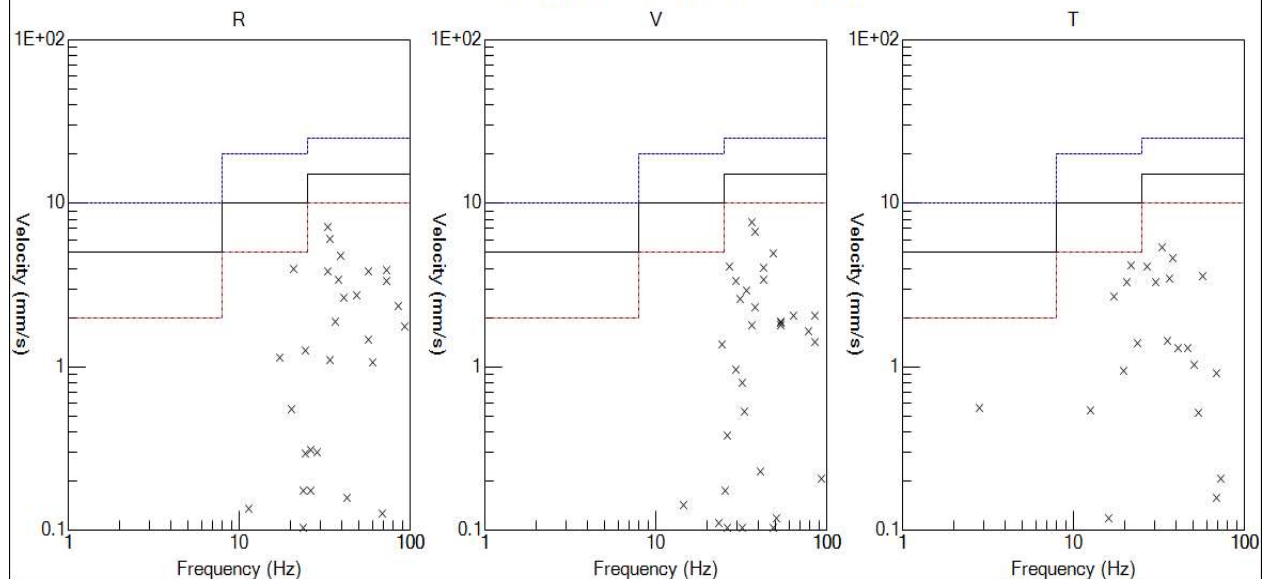 R V T
1E+02 1E+02 1E+02
10 10 10
Velocity (mm/s) Velocity (mm/s) Velocity (mm/s)
1 1 1
0.1 0.1 0.1
1 10 100 1 10 100 1 10 100
Frequency (Hz) Frequency (Hz) Frequency (Hz)